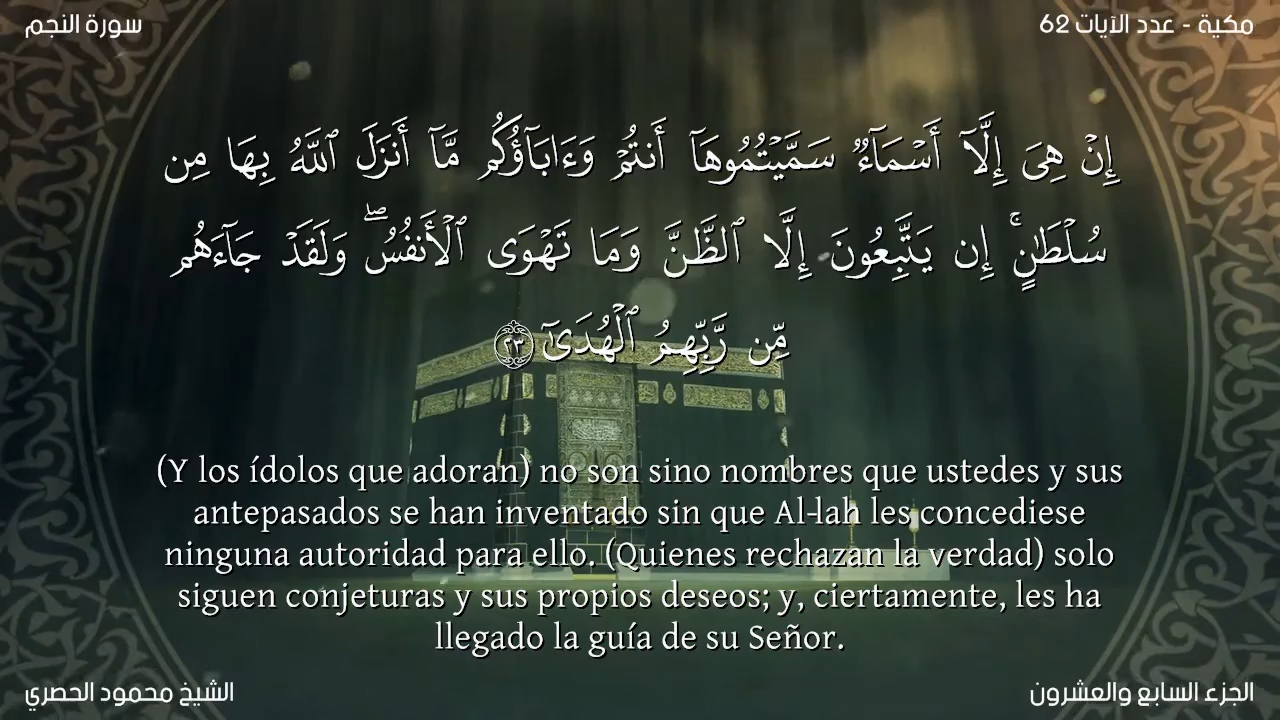 سورة النجم
مكية - عدد الآيات 62
إِنْ هِىَ إِلَّآ أَسْمَآءٌ سَمَّيْتُمُوهَآ أَنتُمْ وَءَابَآؤُكُم مَّآ أَنزَلَ ٱللَّهُ بِهَا مِن
سُلْطَـٰنٍ ۚ إِن يَتَّبِعُونَ إِلَّا ٱلظَّنَّ وَمَا تَهْوَى ٱلْأَنفُسُ ۖ وَلَقَدْ جَآءَهُم
مِّن رَّبِّهِمُ ٱلْهُدَىٰٓ ٢٣
(Y los ídolos que adoran) no son sino nombres que ustedes y sus
antepasados se han inventado sin que Al-lah les concediese
ninguna autoridad para ello. (Quienes rechazan la verdad) solo
siguen conjeturas y sus propios deseos; y, ciertamente, les ha
llegado la guía de su Señor.
الشيخ محمود الحصري
الجزء السابع والعشرون